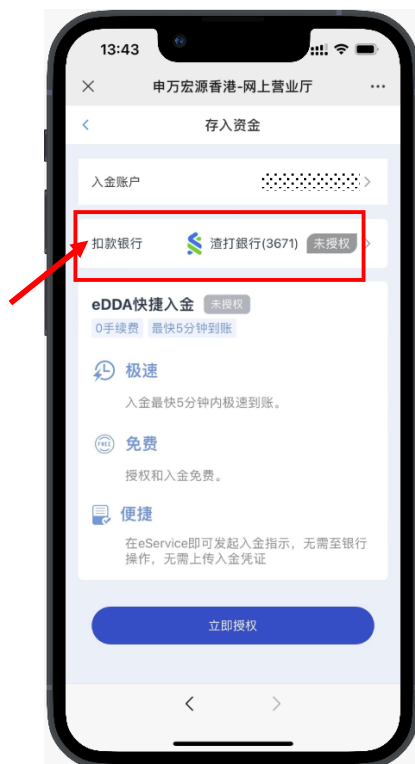 13:43
申万宏源香港-网上营业厅
存入资金
入金账户
扣款银行 渣打銀行(3671) 未授权
eDDA快捷入金 未授权
0手续费 最快5分钟到账
极速
入金最快5分钟内极速到账。
FREE 免费
授权和入金免费。
便捷
在eService即可发起入金指示，无需至银行
操作，无需上传入金凭证
立即授权